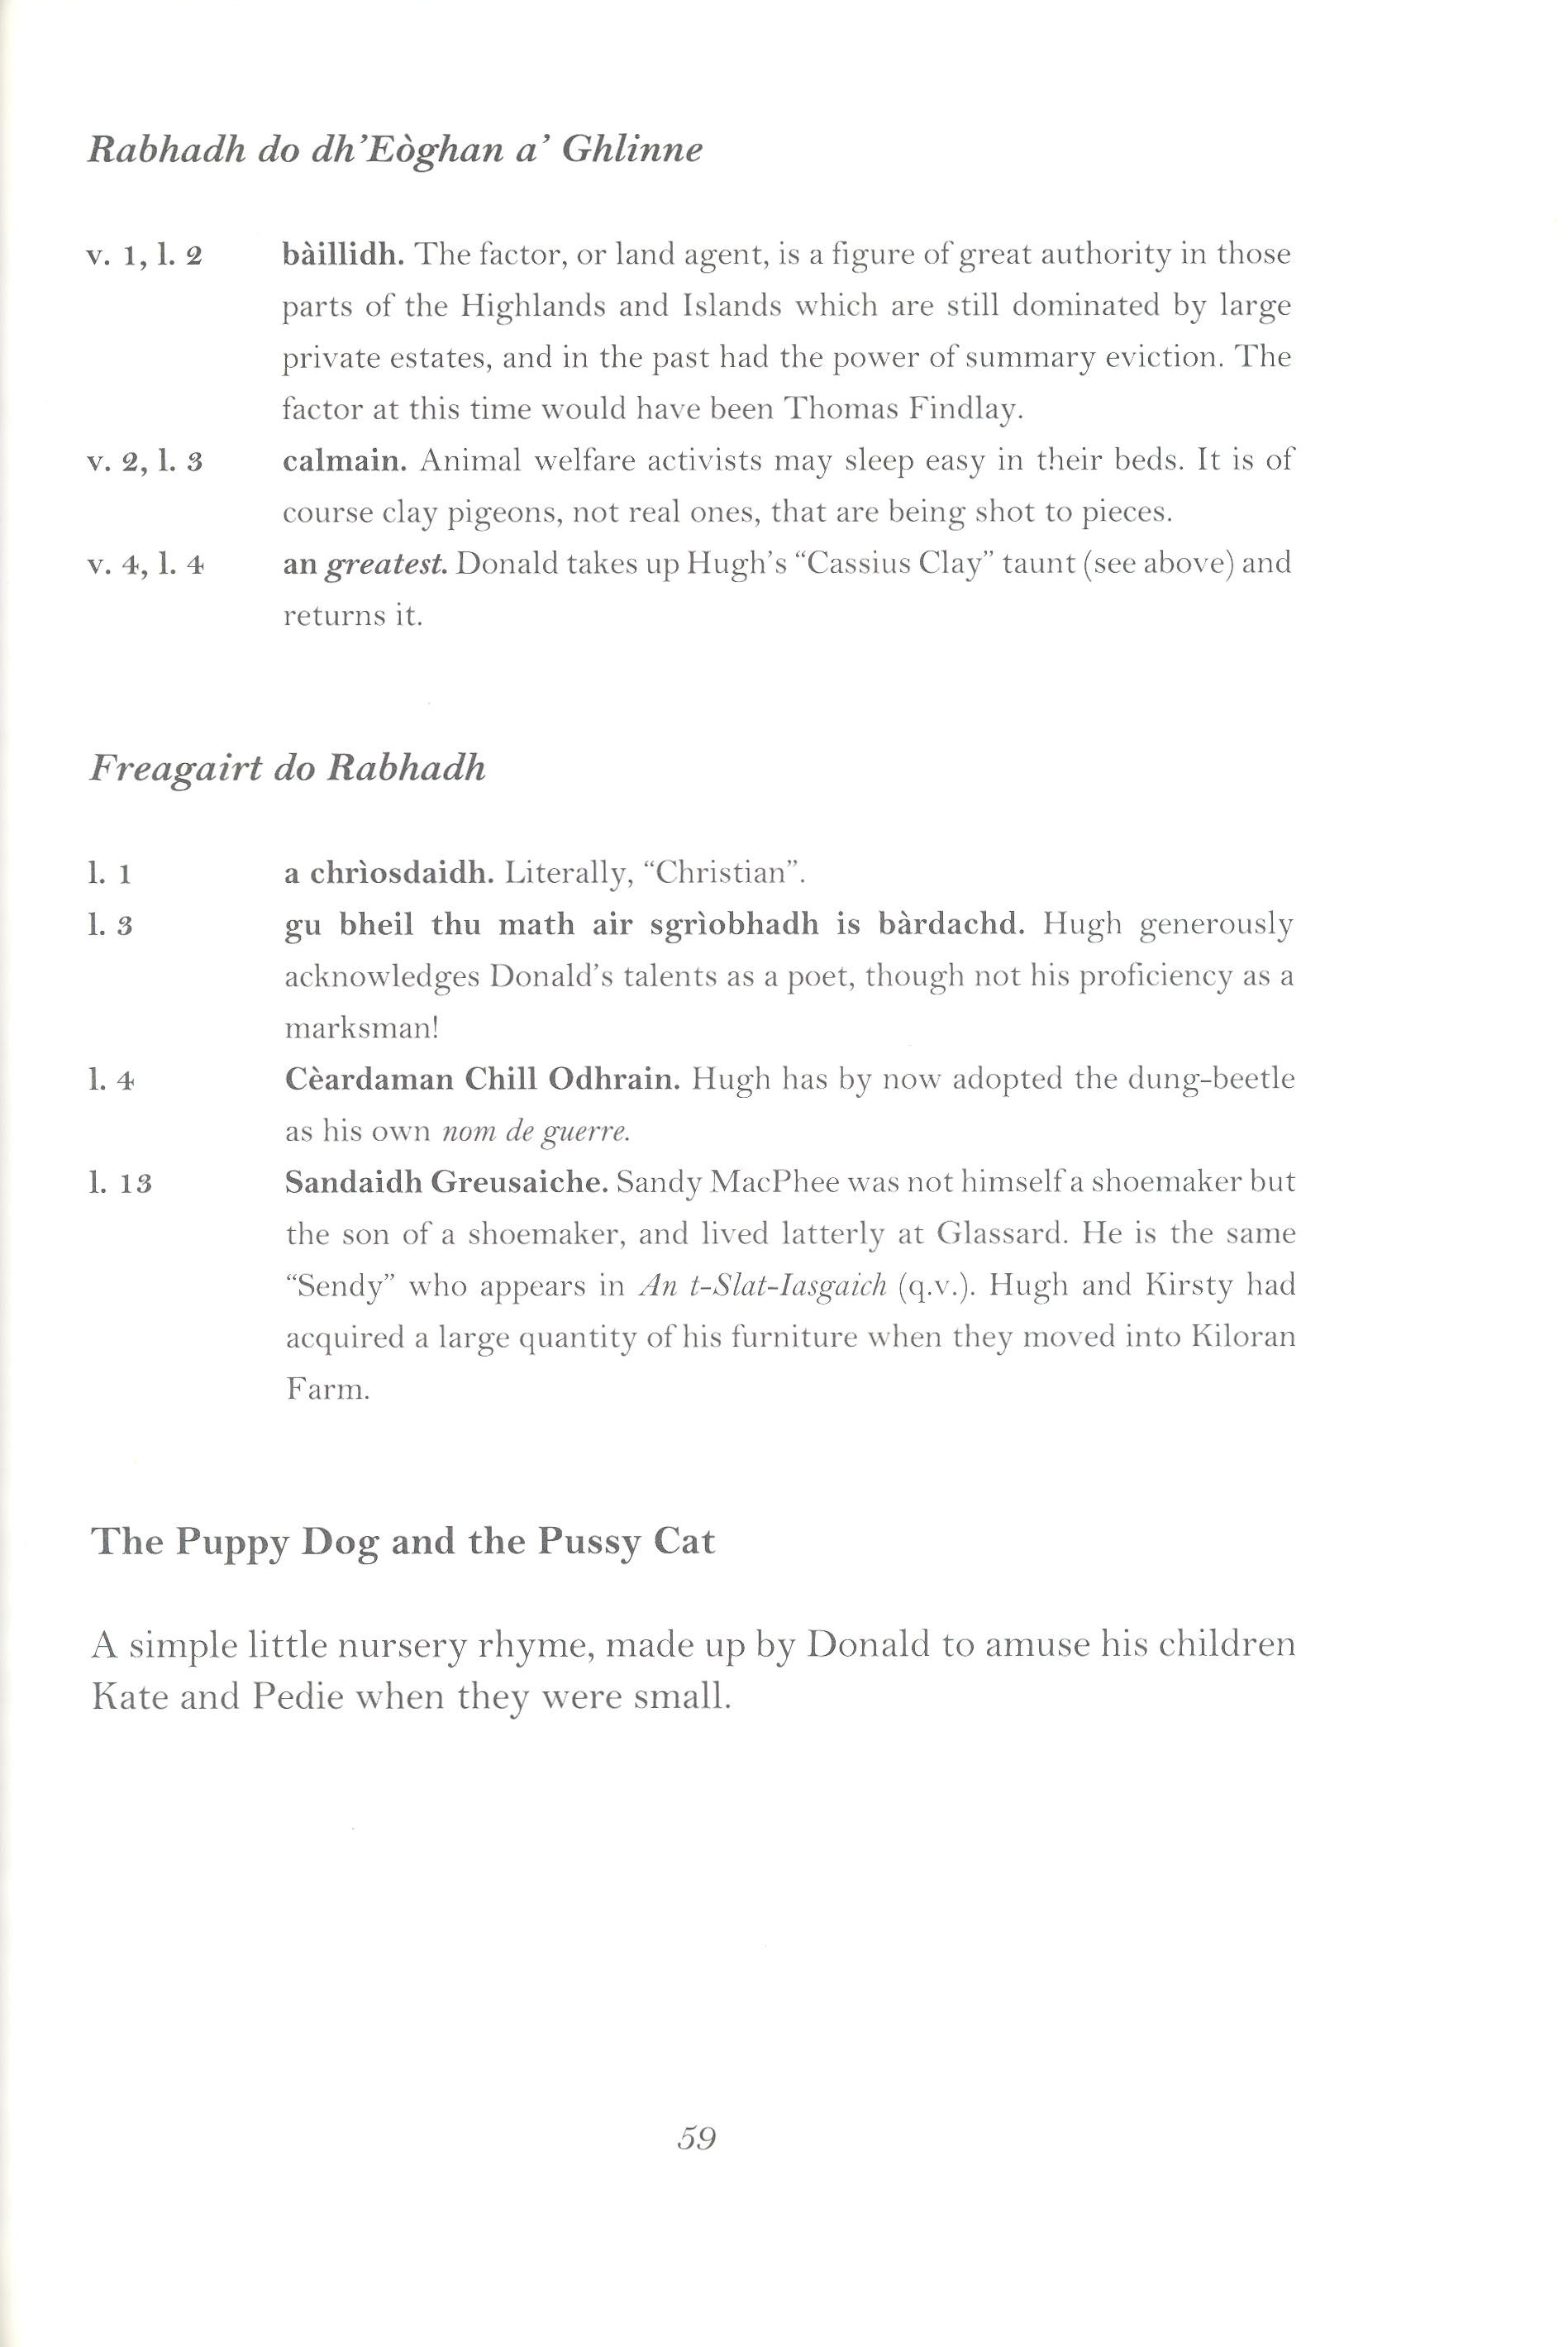 Rabhadh do dh'Eòghan a' Ghlinne
v. 1, l. 2 bàillidh. The factor, or land agent, is a figure of great authority in those
parts of the Highlands and Islands which are still dominated by large
private estates, and in the past had the power of summary eviction. The
factor at this time would have been Thomas Findlay.
v. 2, l. 3 calmain. Animal welfare activists may sleep easy in their beds. It is of
course clay pigeons, not real ones, that are being shot to pieces.
v. 4, l. 4 an greatest. Donald takes up Hugh's “Cassius Clay” taunt (see above) and
returns it.
Freagairt do Rabhadh
l. 1 a chrìosdaidh. Literally, “Christian”.
l. 3 gu bheil thu math air sgrìobhadh is bàrdachd. Hugh generously
acknowledges Donald's talents as a poet, though not his proficiency as a
marksman!
l. 4 Cèardaman Chill Odhrain. Hugh has by now adopted the dung-beetle
as his own nom de guerre.
l. 13 Sandaidh Greusaiche. Sandy MacPhee was not himself a shoemaker but
the son of a shoemaker, and lived latterly at Glassard. He is the same
“Sendy” who appears in An t-Slat-Iasgaich (q.v.). Hugh and Kirsty had
acquired a large quantity of his furniture when they moved into Kiloran
Farm.
The Puppy Dog and the Pussy Cat
A simple little nursery rhyme, made up by Donald to amuse his children
Kate and Pedie when they were small.
59